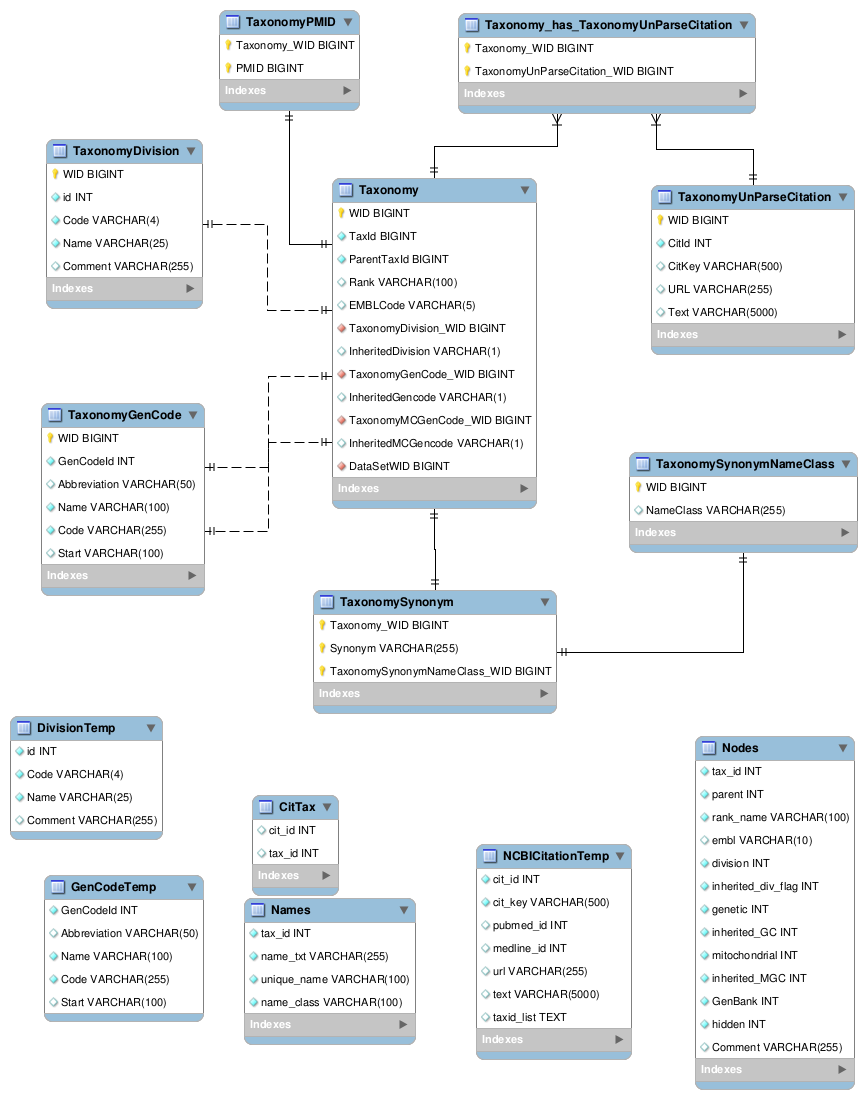 TaxonomyPMID
Taxonomy_WID BIGINT
PMID BIGINT
Indexes
Taxonomy_has_TaxonomyUnParseCitation
Taxonomy_WID BIGINT
TaxonomyUnParseCitation_WID BIGINT
Indexes
TaxonomyDivision
WID BIGINT
id INT
Code VARCHAR(4)
Name VARCHAR(25)
Comment VARCHAR(255)
Indexes
Taxonomy
WID BIGINT
TaxId BIGINT
ParentTaxId BIGINT
Rank VARCHAR(100)
EMBLCode VARCHAR(5)
TaxonomyDivision_WID BIGINT
InheritedDivision VARCHAR(1)
TaxonomyGenCode_WID BIGINT
InheritedGencode VARCHAR(1)
TaxonomyMCGenCode_WID BIGINT
InheritedMCGencode VARCHAR(1)
DataSetWID BIGINT
Indexes
TaxonomyUnParseCitation
WID BIGINT
CitId INT
CitKey VARCHAR(500)
URL VARCHAR(255)
Text VARCHAR(5000)
Indexes
TaxonomyGenCode
WID BIGINT
GenCodeId INT
Abbreviation VARCHAR(50)
Name VARCHAR(100)
Code VARCHAR(255)
Start VARCHAR(100)
Indexes
TaxonomySynonymNameClass
WID BIGINT
NameClass VARCHAR(255)
Indexes
TaxonomySynonym
Taxonomy_WID BIGINT
Synonym VARCHAR(255)
TaxonomySynonymNameClass_WID BIGINT
Indexes
DivisionTemp
id INT
Code VARCHAR(4)
Name VARCHAR(25)
Comment VARCHAR(255)
GenCodeTemp
GenCodeId INT
Abbreviation VARCHAR(50)
Name VARCHAR(100)
Code VARCHAR(255)
Start VARCHAR(100)
CitTax
cit_id INT
tax_id INT
Indexes
Names
tax_id INT
name_txt VARCHAR(255)
unique_name VARCHAR(100)
name_class VARCHAR(100)
Indexes
NCBICitationTemp
cit_id INT
cit_key VARCHAR(500)
pubmed_id INT
medline_id INT
url VARCHAR(255)
text VARCHAR(5000)
taxid_list TEXT
Indexes
Nodes
tax_id INT
parent INT
rank_name VARCHAR(100)
embl VARCHAR(10)
division INT
inherited_div_flag INT
genetic INT
inherited_GC INT
mitochondrial INT
inherited_MGC INT
GenBank INT
hidden INT
Comment VARCHAR(255)
Indexes